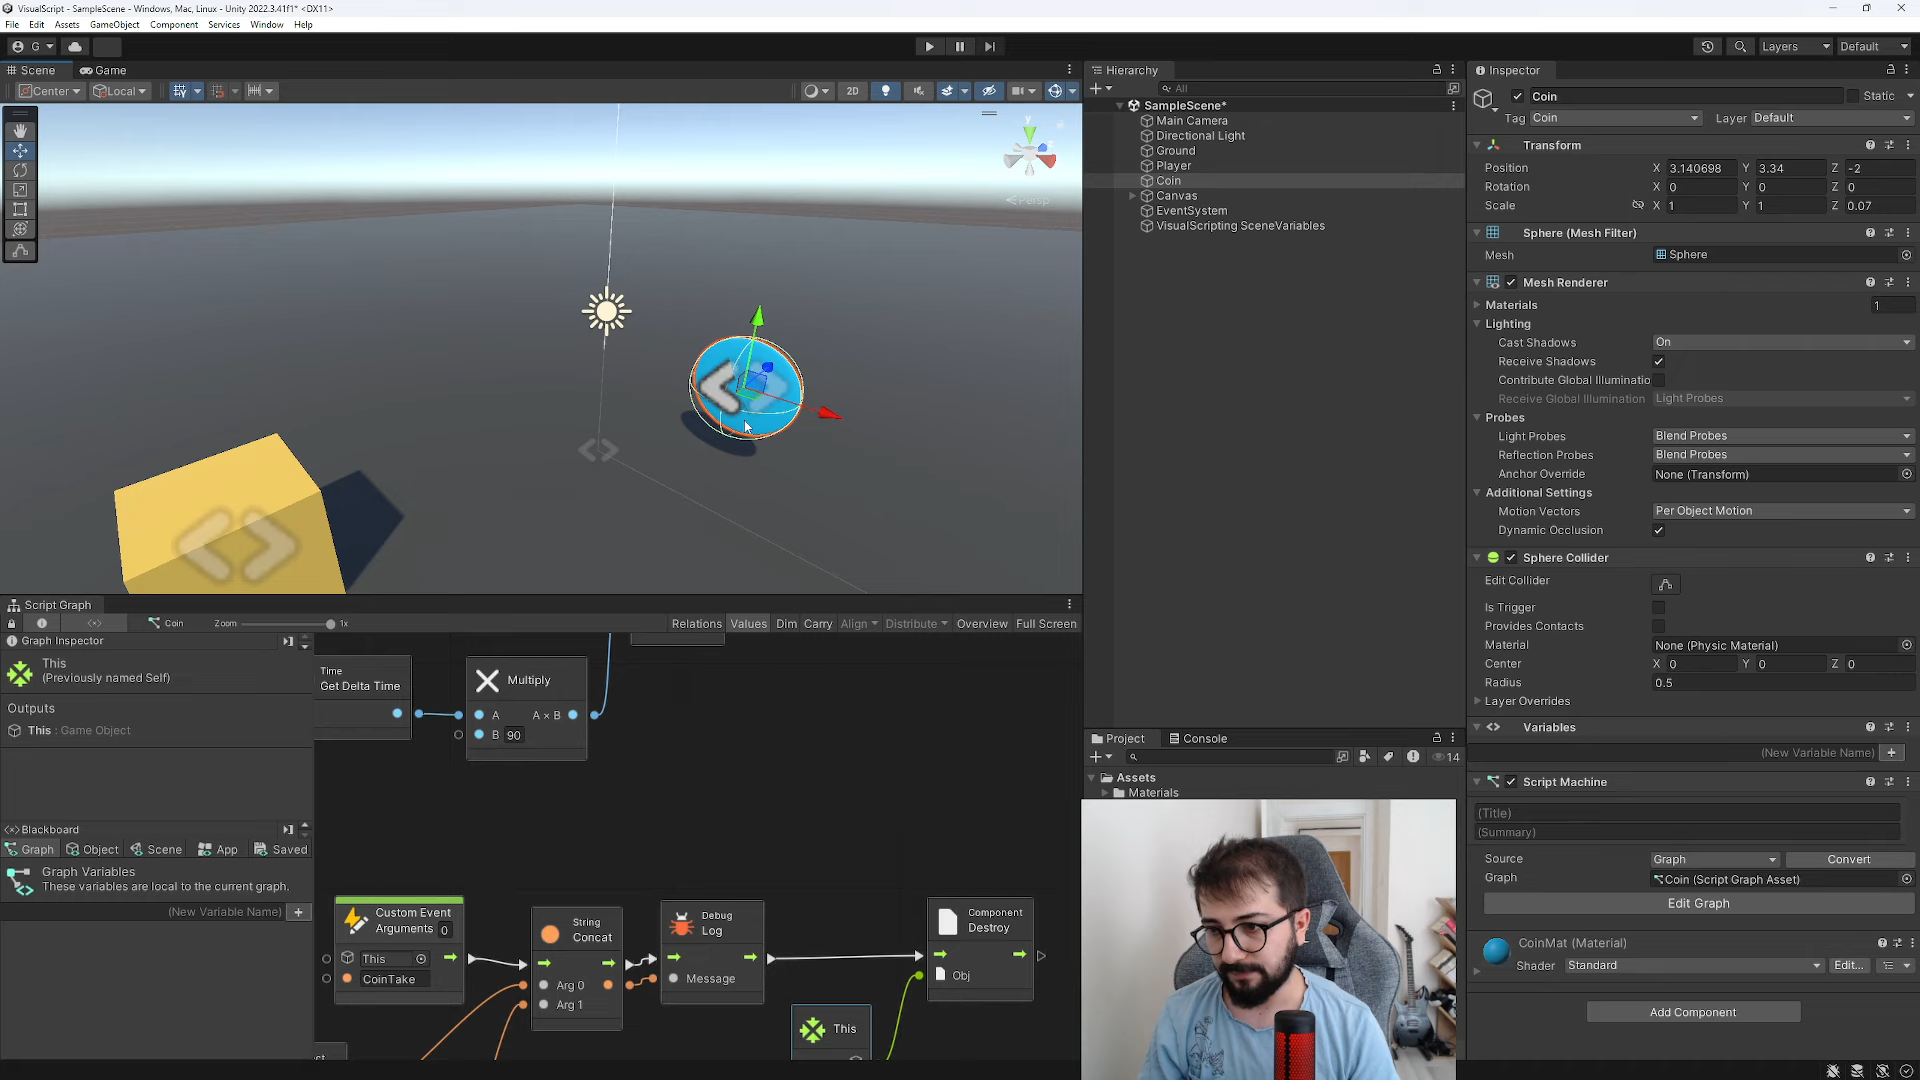 VisualScript - SampleScene - Windows, Mac, Linux - Unity 2022.3.41f1* <DX11>
File Edit Assets GameObject Component Services Window Help
G
Layers Default
Scene Game
Center Local
2D
y
Persp
Script Graph
Coin Zoom 1x
Relations Values Dim Carry Align Distribute Overview Full Screen
Graph Inspector
This
(Previously named Self)
Outputs
This : Game Object
Blackboard
Graph Object Scene App Saved
Graph Variables
These variables are local to the current graph.
(New Variable Name) +
Time
Get Delta Time
Multiply
A A × B
B 90
Custom Event
Arguments 0
This
CoinTake
String
Concat
Arg 0
Arg 1
Debug
Log
Message
This
Component
Destroy
Obj
Hierarchy
All
SampleScene*
Main Camera
Directional Light
Ground
Player
Coin
Canvas
EventSystem
VisualScripting SceneVariables
Project Console
14
Assets
Materials
Inspector
Coin Static
Tag Coin Layer Default
Transform
Position X 3.140698 Y 3.34 Z -2
Rotation X 0 Y 0 Z 0
Scale X 1 Y 1 Z 0.07
Sphere (Mesh Filter)
Mesh Sphere
Mesh Renderer
Materials 1
Lighting
Cast Shadows On
Receive Shadows
Contribute Global Illuminatio
Receive Global Illumination Light Probes
Probes
Light Probes Blend Probes
Reflection Probes Blend Probes
Anchor Override None (Transform)
Additional Settings
Motion Vectors Per Object Motion
Dynamic Occlusion
Sphere Collider
Edit Collider
Is Trigger
Provides Contacts
Material None (Physic Material)
Center X 0 Y 0 Z 0
Radius 0.5
Layer Overrides
Variables
(New Variable Name) +
Script Machine
(Title)
(Summary)
Source Graph Convert
Graph Coin (Script Graph Asset)
Edit Graph
CoinMat (Material)
Shader Standard Edit...
Add Component